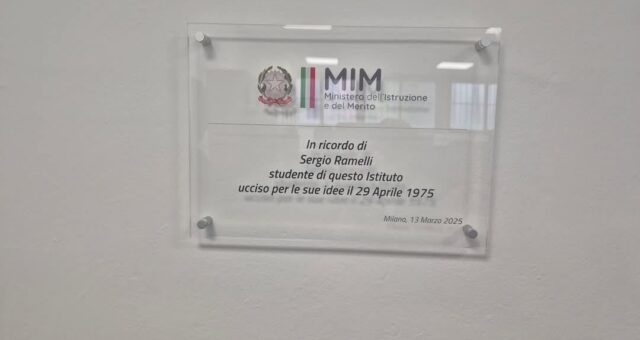 MIM
Ministero dell'Istruzione
e del Merito
In ricordo di
Sergio Ramelli
studente di questo Istituto
ucciso per le sue idee il 29 Aprile 1975
Milano, 13 Marzo 2025